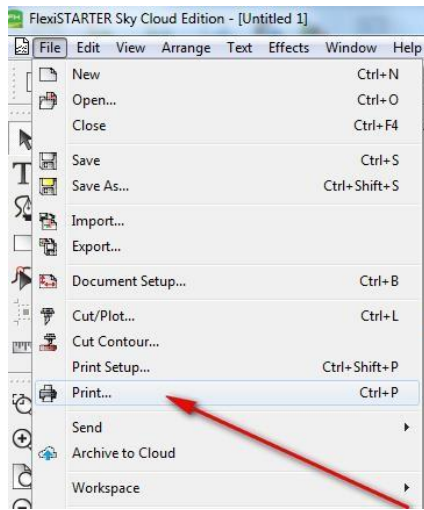 FlexiSTARTER Sky Cloud Edition - [Untitled 1]
File Edit View Arrange Text Effects Window Help
New Ctrl+N
Open... Ctrl+O
Close Ctrl+F4
Save Ctrl+S
Save As... Ctrl+Shift+S
Import...
Export...
Document Setup... Ctrl+B
Cut/Plot... Ctrl+L
Cut Contour...
Print Setup... Ctrl+Shift+P
Print... Ctrl+P
Send
Archive to Cloud
Workspace